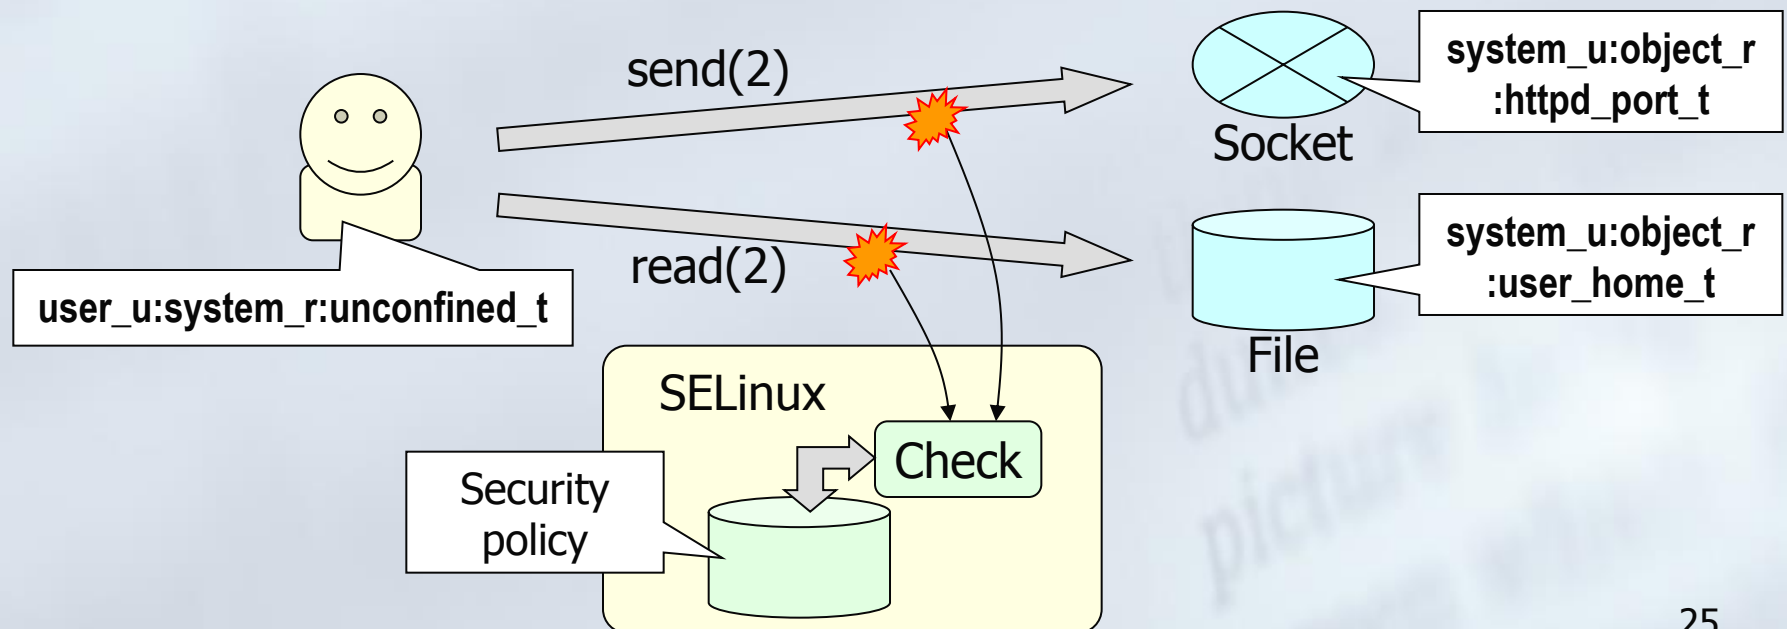 send(2)
system_u:object_r
:httpd_port_t
Socket
read(2)
system_u:object_r
:user_home_t
File
user_u:system_r:unconfined_t
SELinux
Check
Security
policy
25